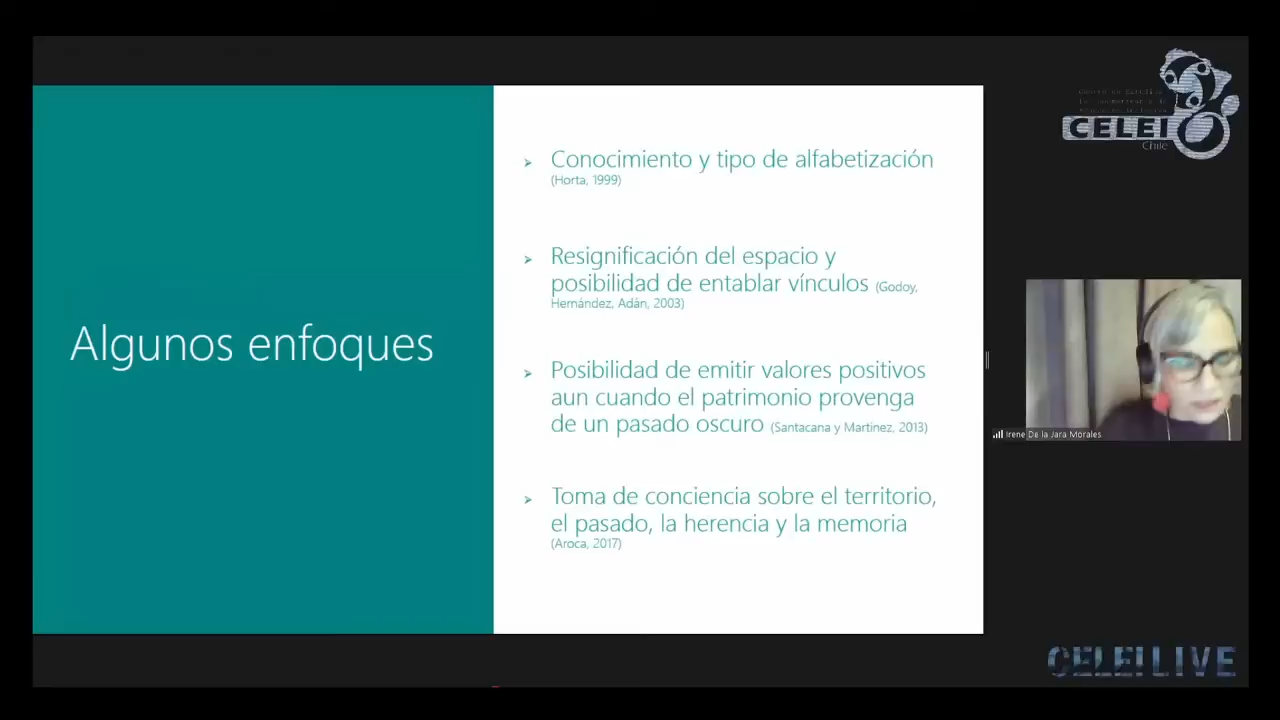 Algunos enfoques
Conocimiento y tipo de alfabetización
(Horta, 1999)
Resignificación del espacio y
posibilidad de entablar vínculos (Godoy,
Hernández, Adán, 2003)
Posibilidad de emitir valores positivos
aun cuando el patrimonio provenga
de un pasado oscuro (Santacana y Martinez, 2013)
Toma de conciencia sobre el territorio,
el pasado, la herencia y la memoria
(Aroca, 2017)
CELEI
Chile
Irene De la Jara Morales
CELEI LIVE